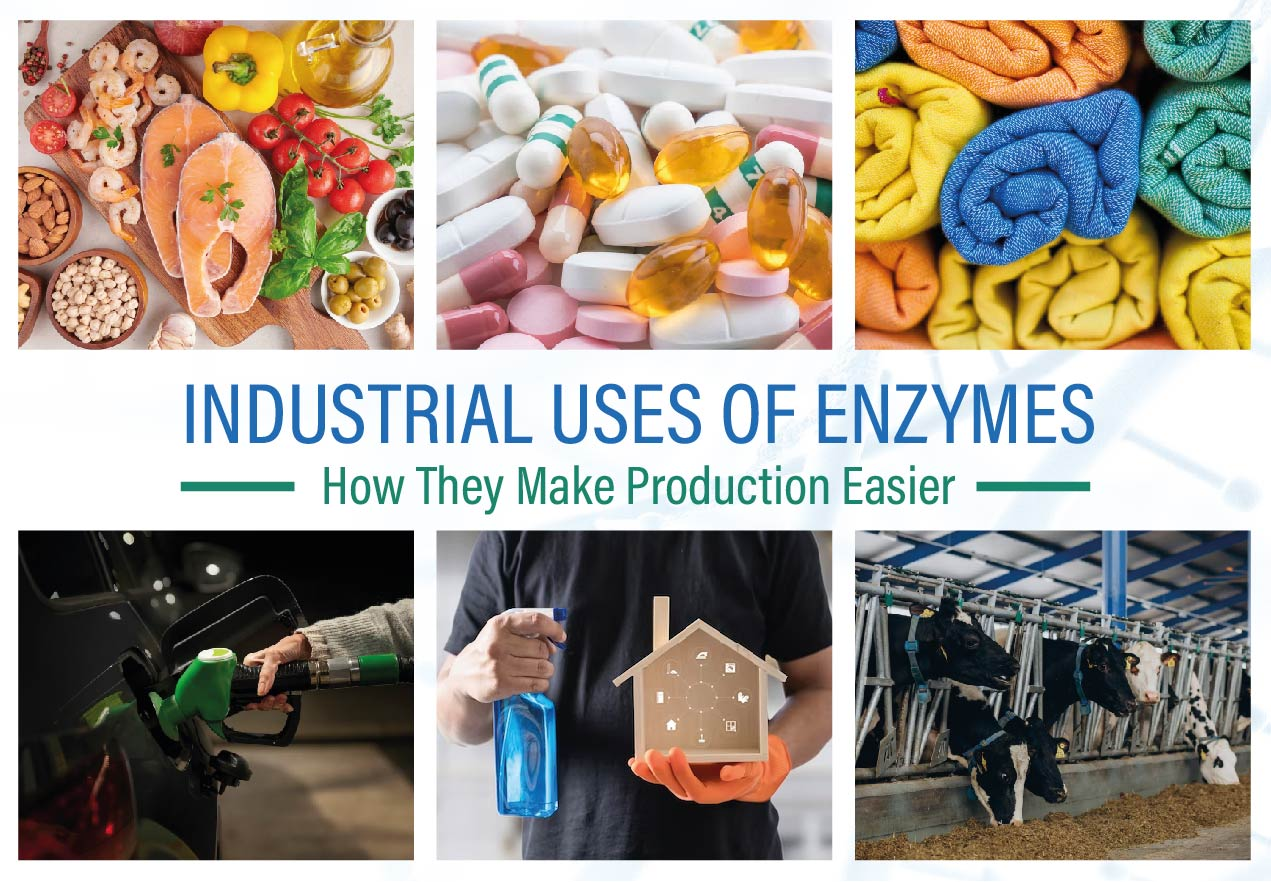 INDUSTRIAL USES OF ENZYMES
How They Make Production Easier